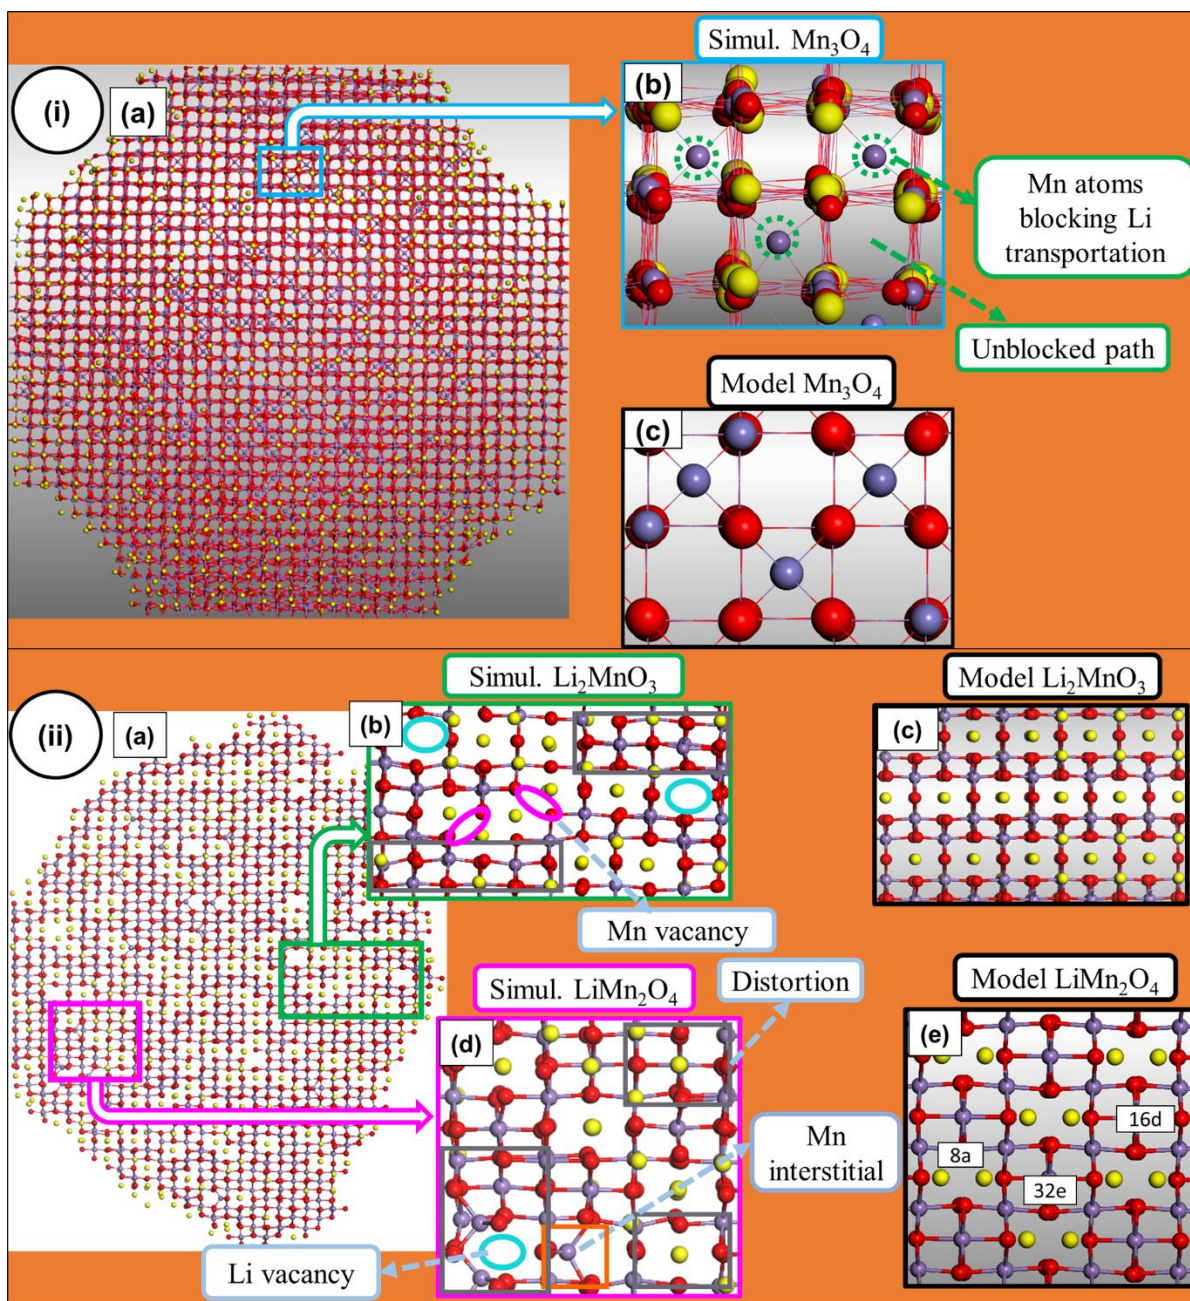 Simul. Mn₃O₄
(i)
(a)
(b)
Mn atoms
blocking Li
transportation
Unblocked path
Model Mn₃O₄
(c)
Simul. Li₂MnO₃
Model Li₂MnO₃
(ii)
(a)
(b)
(c)
Mn vacancy
Distortion
Simul. LiMn₂O₄
Model LiMn₂O₄
(d)
(e)
Mn
interstitial
16d
8a
32e
Li vacancy